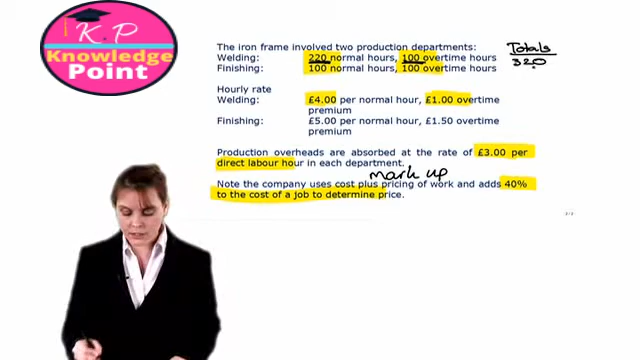 K.P
Knowledge
Point
The iron frame involved two production departments:
Welding: 220 normal hours, 100 overtime hours
Finishing: 100 normal hours, 100 overtime hours
Totals
320
Hourly rate
Welding: £4.00 per normal hour, £1.00 overtime
premium
Finishing: £5.00 per normal hour, £1.50 overtime
premium
Production overheads are absorbed at the rate of £3.00 per
direct labour hour in each department.
mark up
Note the company uses cost plus pricing of work and adds 40%
to the cost of a job to determine price.